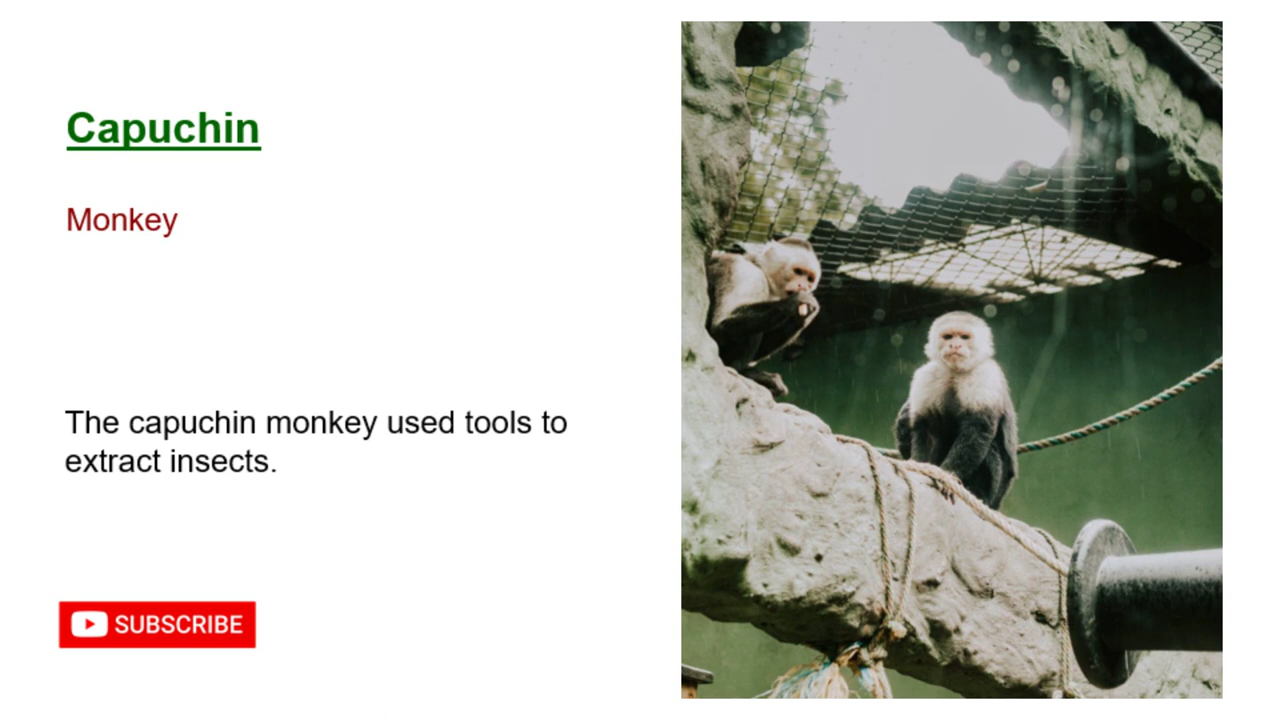 Capuchin
Monkey
The capuchin monkey used tools to
extract insects.
SUBSCRIBE